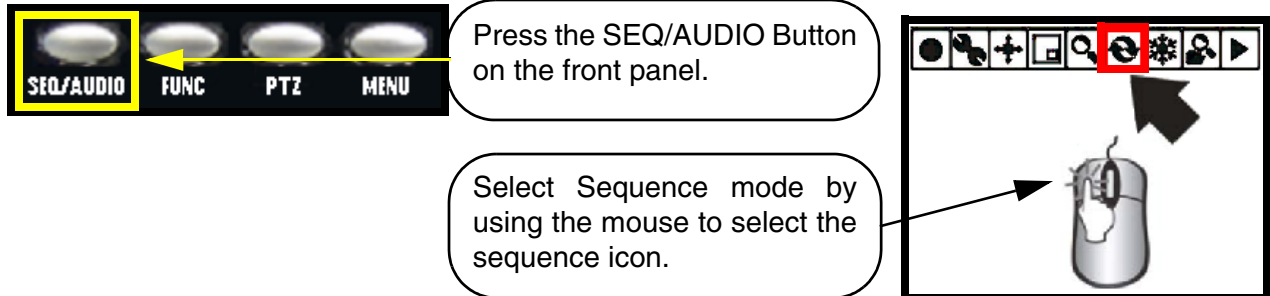 SEQ/AUDIO FUNC PTZ MENU
Press the SEQ/AUDIO Button
on the front panel.
Select Sequence mode by
using the mouse to select the
sequence icon.